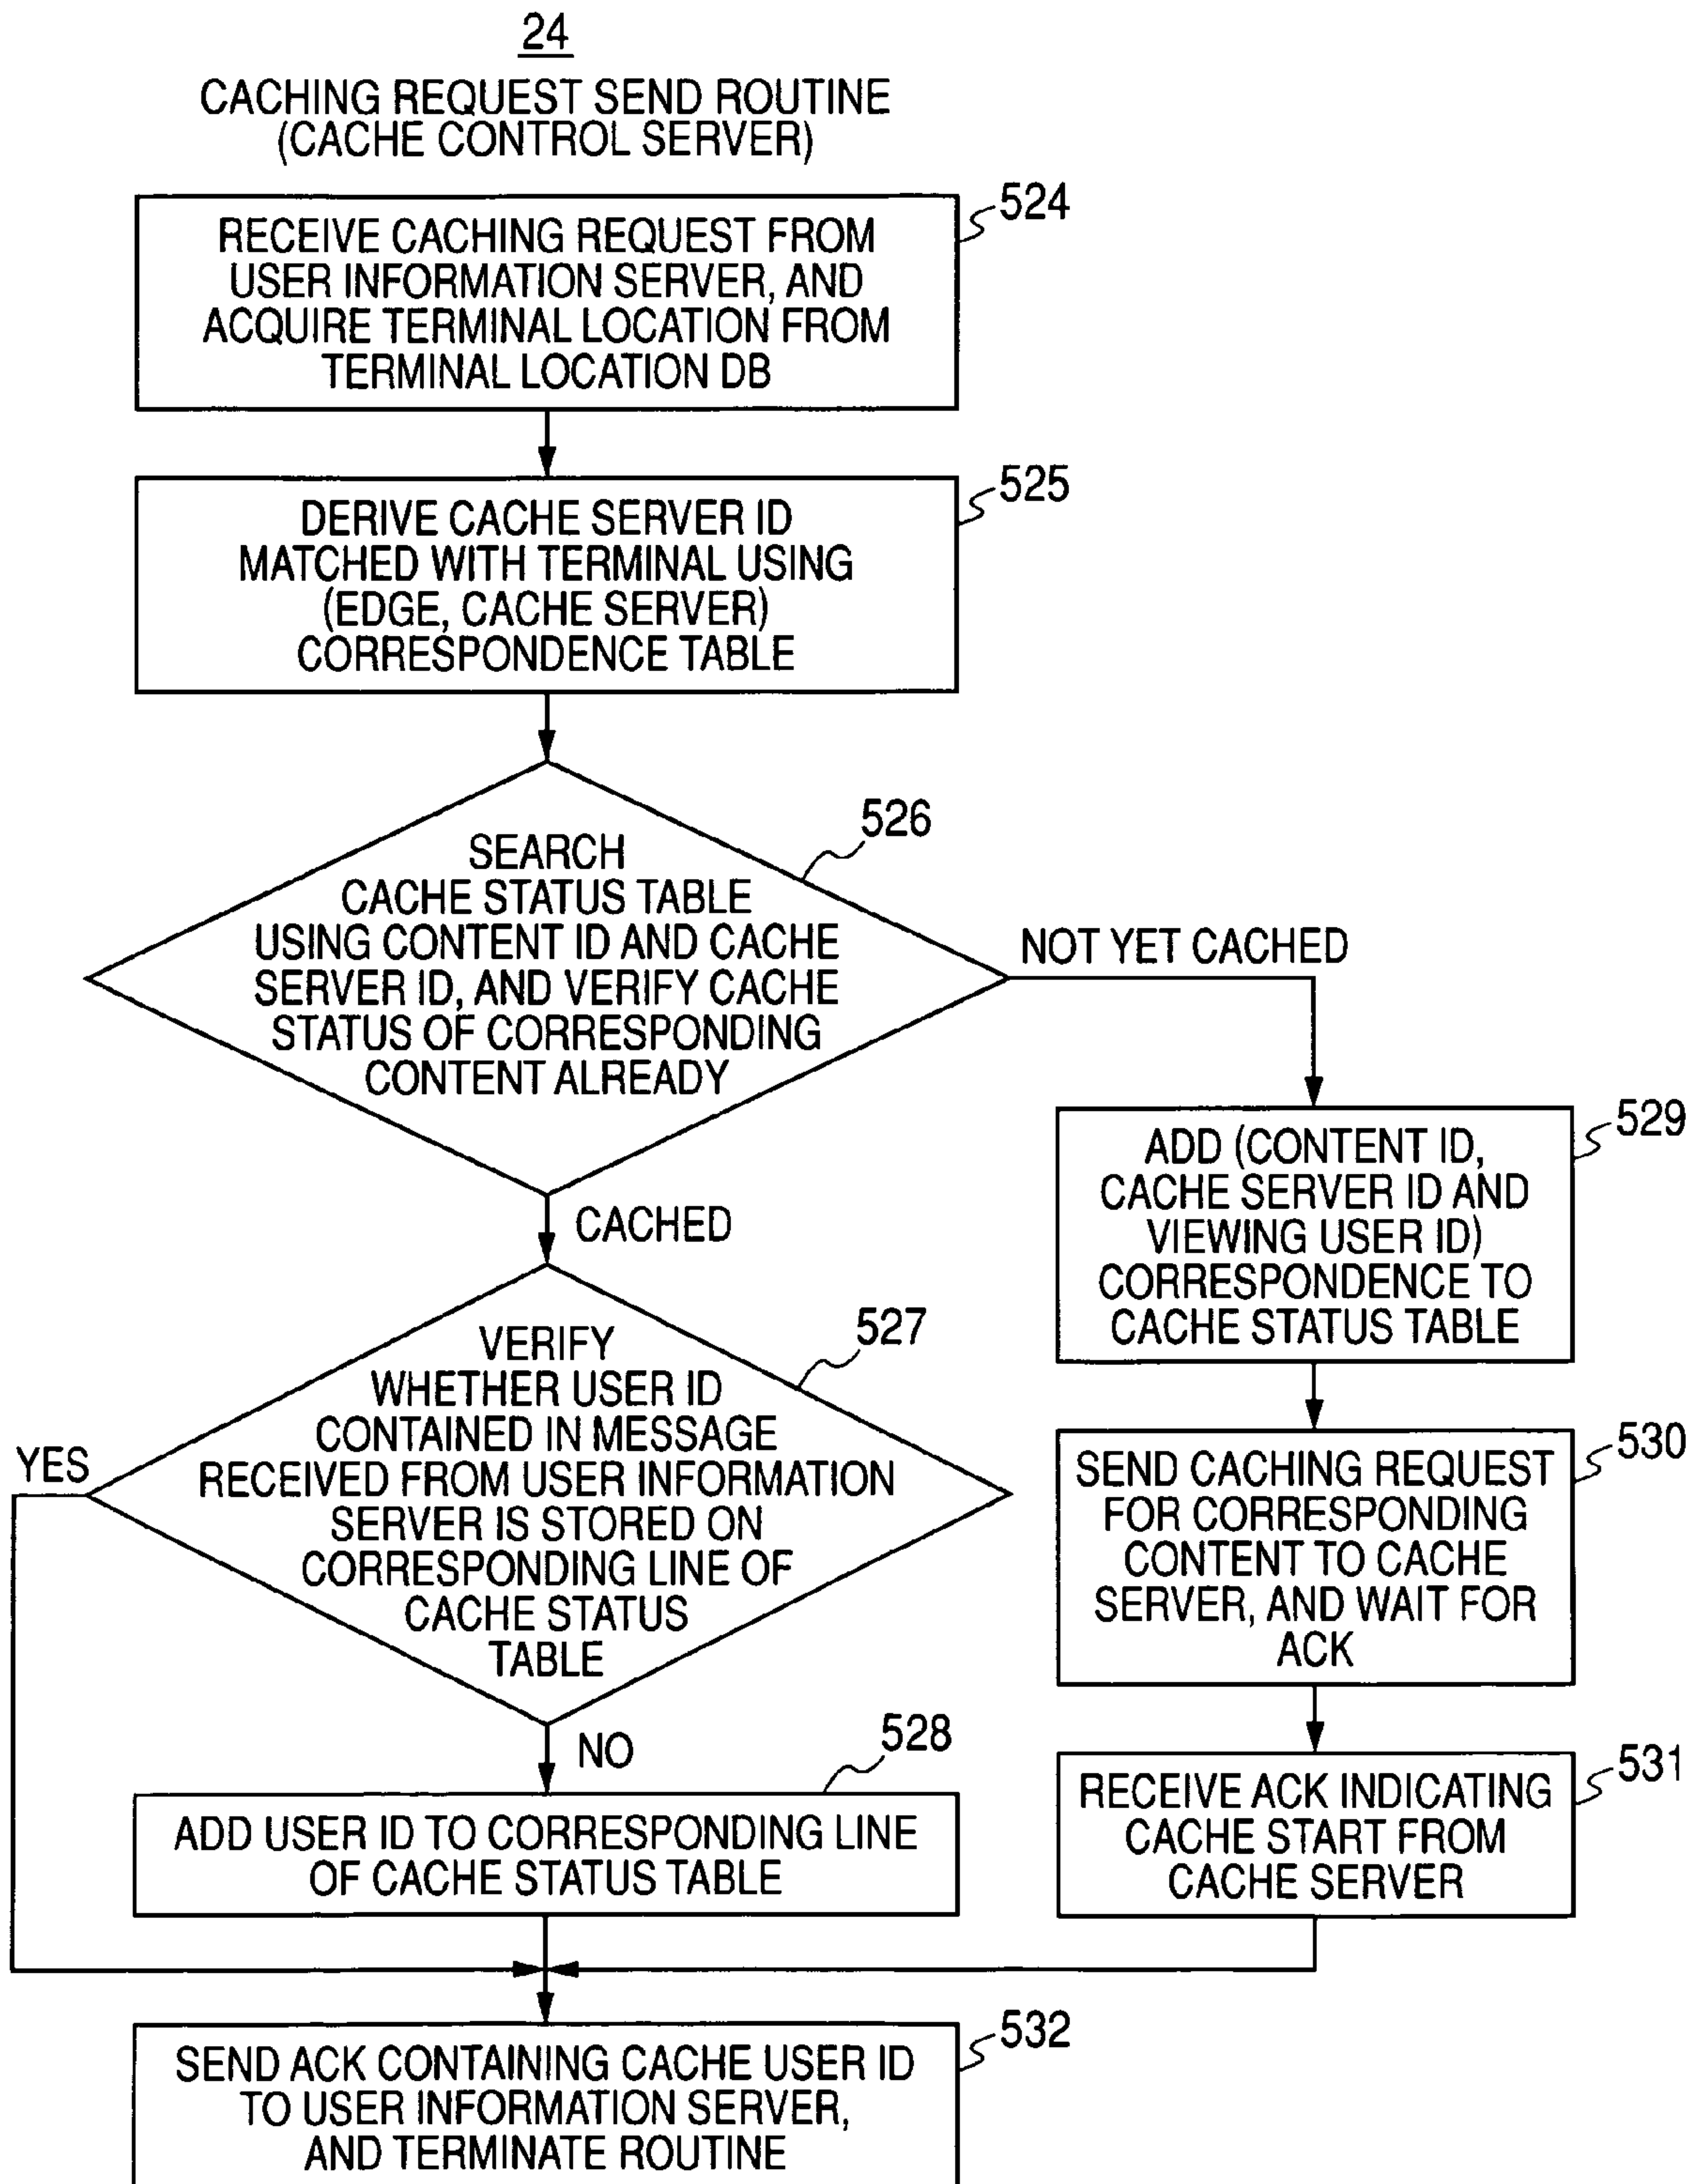 24
CACHING REQUEST SEND ROUTINE
(CACHE CONTROL SERVER)
524
RECEIVE CACHING REQUEST FROM
USER INFORMATION SERVER, AND
ACQUIRE TERMINAL LOCATION FROM
TERMINAL LOCATION DB
525
DERIVE CACHE SERVER ID
MATCHED WITH TERMINAL USING
(EDGE, CACHE SERVER)
CORRESPONDENCE TABLE
526
SEARCH
CACHE STATUS TABLE
USING CONTENT ID AND CACHE
SERVER ID, AND VERIFY CACHE
STATUS OF CORRESPONDING
CONTENT ALREADY
NOT YET CACHED
CACHED
527
VERIFY
WHETHER USER ID
CONTAINED IN MESSAGE
RECEIVED FROM USER INFORMATION
SERVER IS STORED ON
CORRESPONDING LINE OF
CACHE STATUS
TABLE
YES
NO
528
ADD USER ID TO CORRESPONDING LINE
OF CACHE STATUS TABLE
529
ADD (CONTENT ID,
CACHE SERVER ID AND
VIEWING USER ID)
CORRESPONDENCE TO
CACHE STATUS TABLE
530
SEND CACHING REQUEST
FOR CORRESPONDING
CONTENT TO CACHE
SERVER, AND WAIT FOR
ACK
531
RECEIVE ACK INDICATING
CACHE START FROM
CACHE SERVER
532
SEND ACK CONTAINING CACHE USER ID
TO USER INFORMATION SERVER,
AND TERMINATE ROUTINE